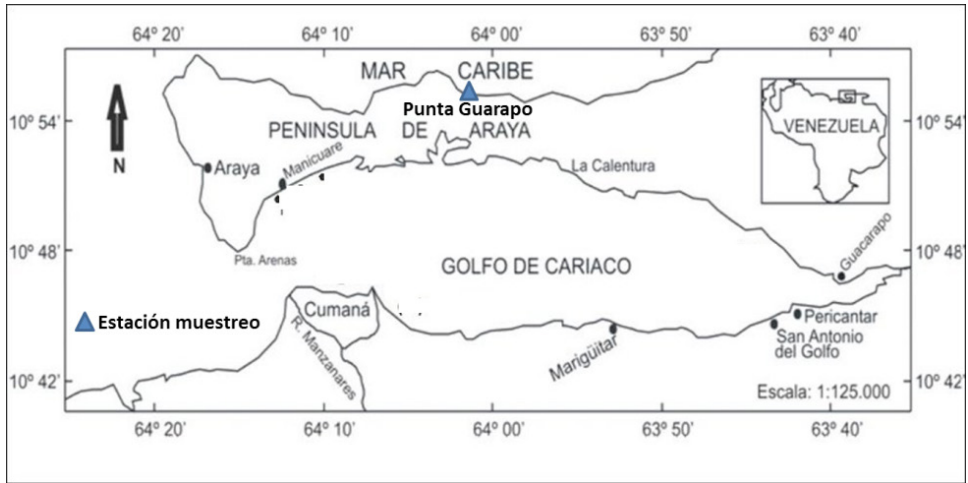 64º 20' 64º 10' 64º 00' 63º 50' 63º 40'
MAR CARIBE
Punta Guarapo
10º 54' 10º 54'
PENINSULA DE ARAYA
VENEZUELA
N
Araya
Manicuare
La Calentura
10º 48' 10º 48'
Pta. Arenas
Guacarapo
GOLFO DE CARIACO
Estación muestreo
Cumaná
R. Manzanares
Marigüitar
Pericantar
San Antonio
del Golfo
10º 42' 10º 42'
Escala: 1:125.000
64º 20' 64º 10' 64º 00' 63º 50' 63º 40'